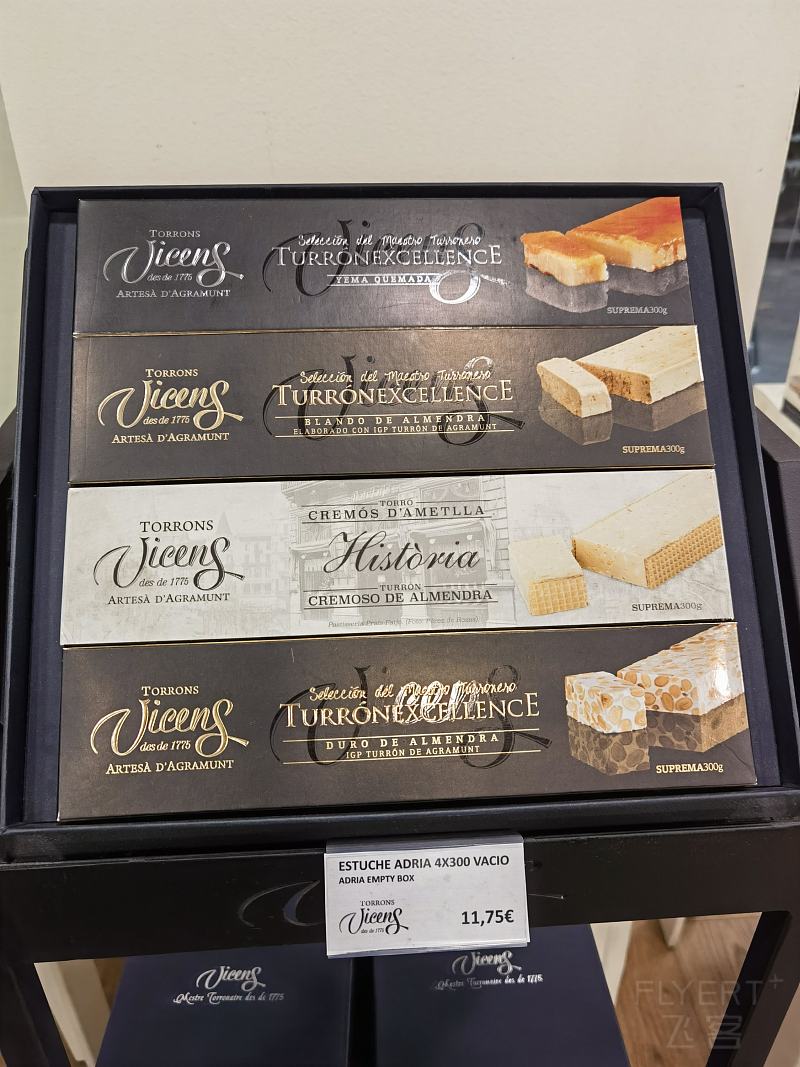 TORRONS
Vicens
des de 1775
ARTESÀ D'AGRAMUNT
Selección del Maestro Turronero
TURRÓNEXCELLENCE
YEMA QUEMADA
SUPREMA300g
TORRONS
Vicens
des de 1775
ARTESÀ D'AGRAMUNT
Selección del Maestro Turronero
TURRÓNEXCELLENCE
BLANDO DE ALMENDRA
ELABORADO CON IGP TURRÓN DE AGRAMUNT
SUPREMA300g
TORRONS
Vicens
des de 1775
ARTESÀ D'AGRAMUNT
TORRÓ
CREMÓS D'AMETLLA
Història
TURRÓN
CREMOSO DE ALMENDRA
SUPREMA300g
TORRONS
Vicens
des de 1775
ARTESÀ D'AGRAMUNT
Selección del Maestro Turronero
TURRÓNEXCELLENCE
DURO DE ALMENDRA
IGP TURRÓN DE AGRAMUNT
SUPREMA300g
ESTUCHE ADRIA 4X300 VACIO
ADRIA EMPTY BOX
TORRONS
Vicens
des de 1775
11,75€
Vicens
Mestre Torronaire des de 1775
Vicens
Mestre Torronaire des de 1775
FLYERT+
飞客